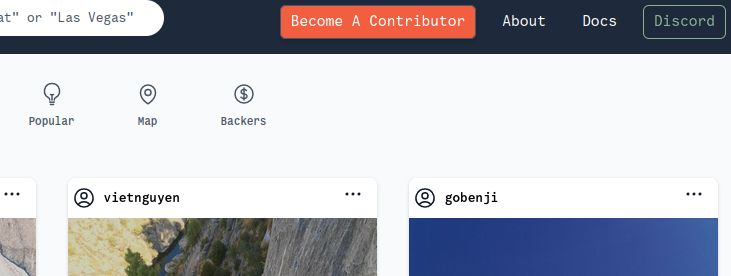 at" or "Las Vegas"
Become A Contributor
About
Docs
Discord
Popular
Map
Backers
vietnguyen
gobenji